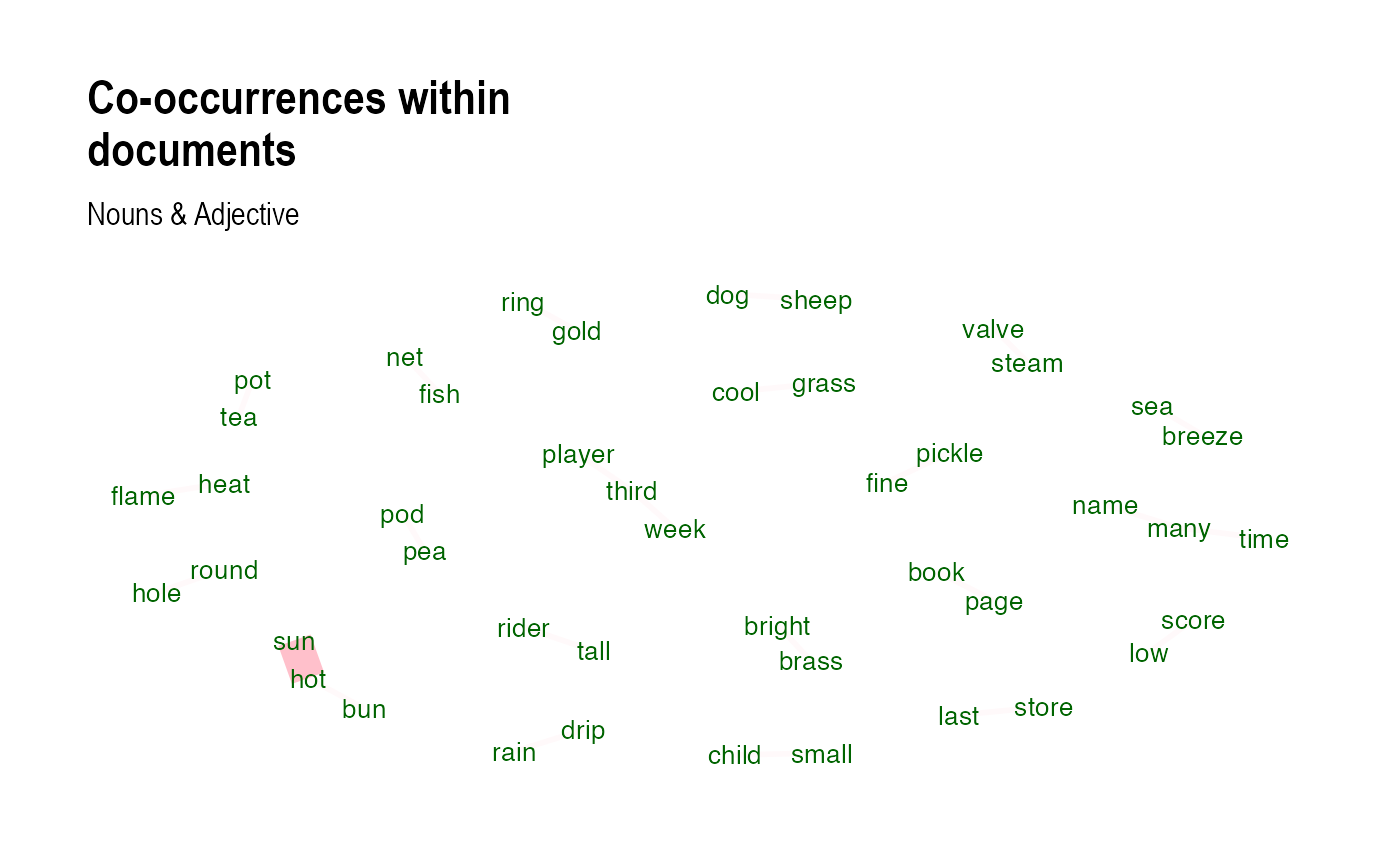 Co-occurrences within
documents
Nouns & Adjective
ring
gold
dog
sheep
valve
steam
net
fish
pot
tea
cool
grass
sea
breeze
player
third
week
pickle
fine
flame
heat
pod
pea
name
many
time
round
hole
book
page
sun
hot
bun
rider
tall
bright
brass
score
low
last
store
drip
rain
child
small